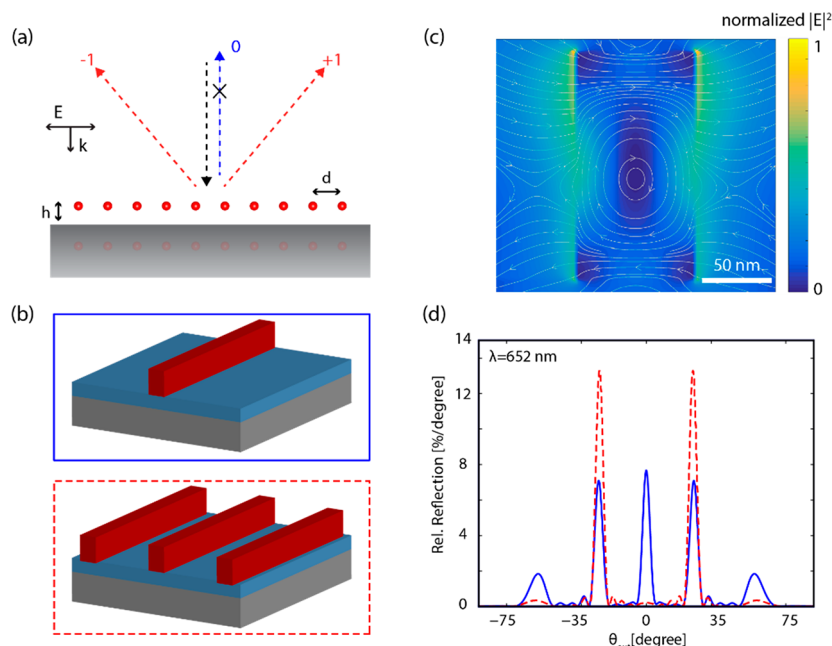 (a)
-1
0
+1
E
k
h
d
(b)
(c)
normalized |E|²
1
0
50 nm
(d)
λ=652 nm
Rel. Reflection [%/degree]
14
12
8
4
0
−75
−35
0
35
75
[degree]